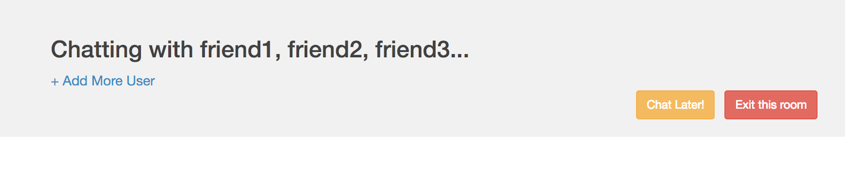 Chatting with friend1, friend2, friend3...
+ Add More User
Chat Later! Exit this room